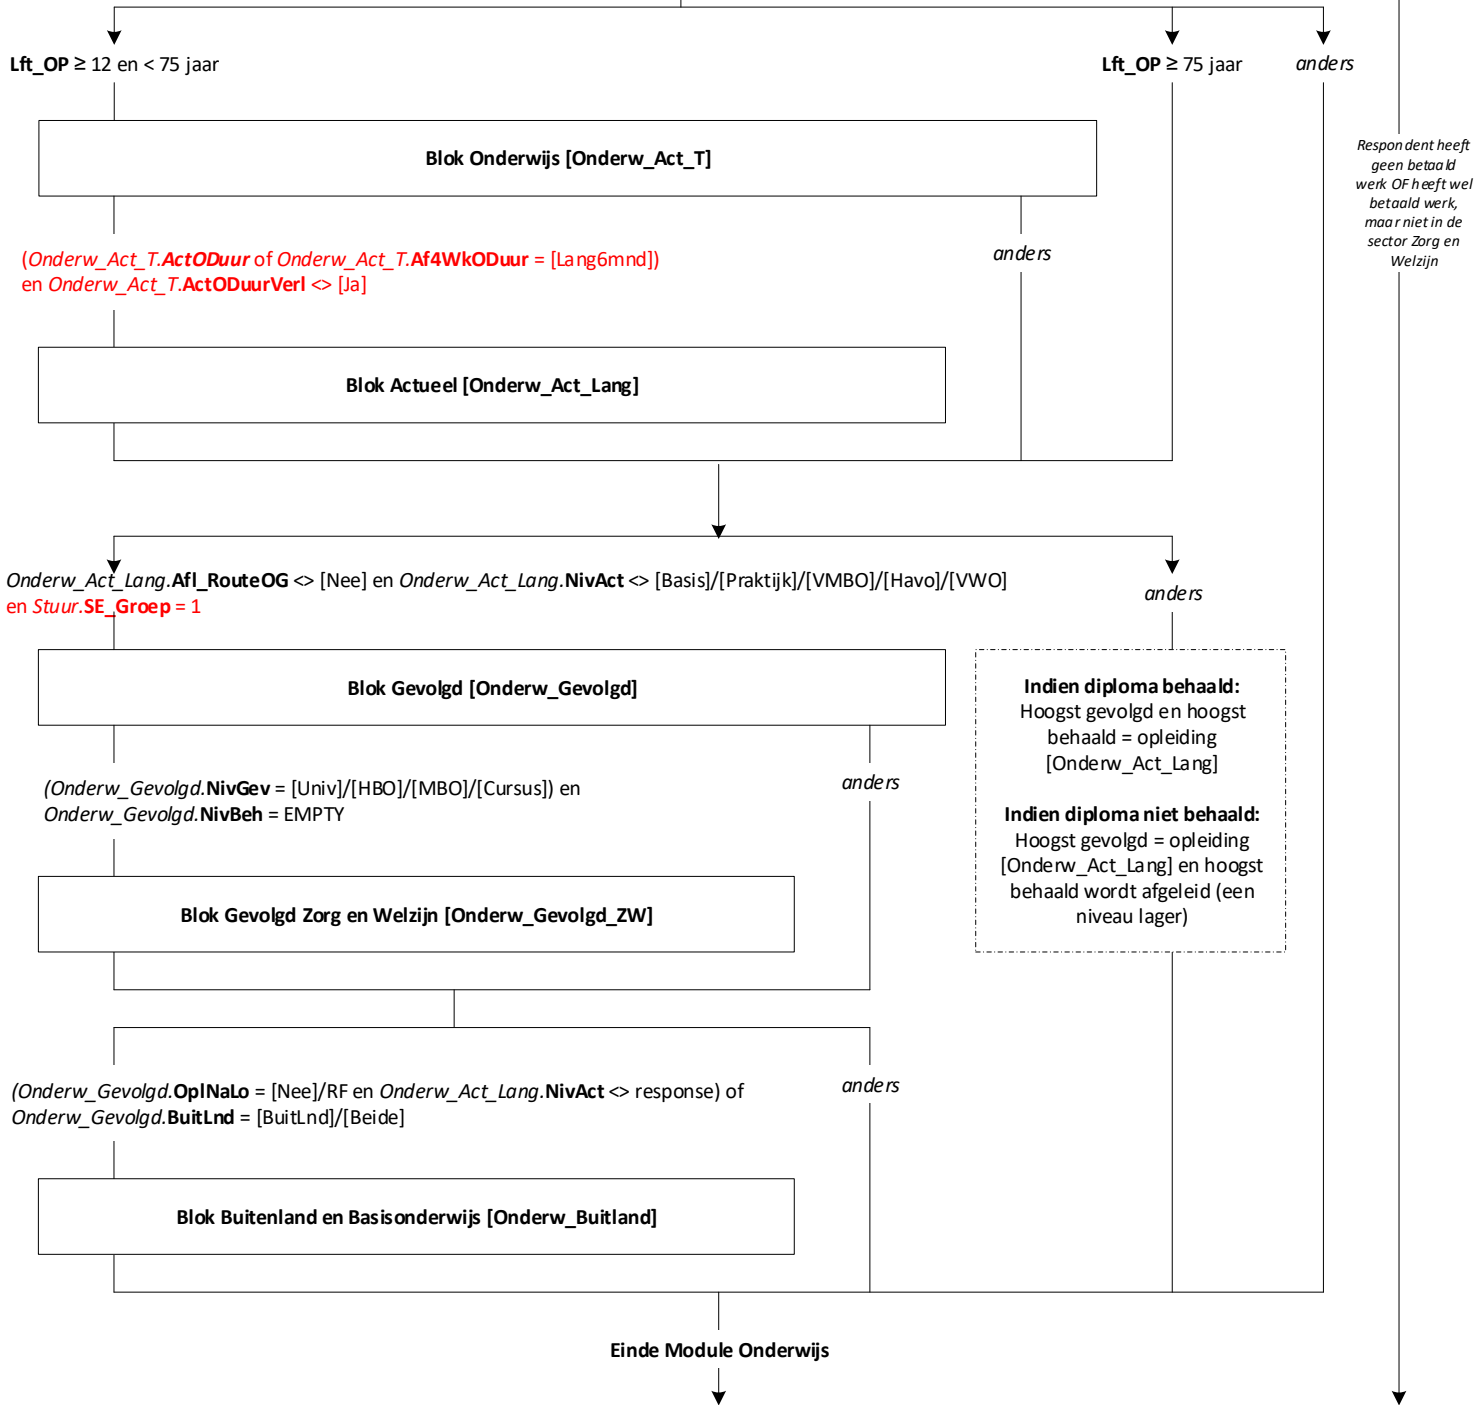 Lft_OP ≥ 12 en < 75 jaar
Lft_OP ≥ 75 jaar
anders
Blok Onderwijs [Onderw_Act_T]
Respondent heeft
geen betaald
werk OF heeft wel
betaald werk,
maar niet in de
sector Zorg en
Welzijn
(Onderw_Act_T.ActODuur of Onderw_Act_T.Af4WkODuur = [Lang6mnd])
en Onderw_Act_T.ActODuurVerl <> [Ja]
anders
Blok Actueel [Onderw_Act_Lang]
Onderw_Act_Lang.Afl_RouteOG <> [Nee] en Onderw_Act_Lang.NivAct <> [Basis]/[Praktijk]/[VMBO]/[Havo]/[VWO]
en Stuur.SE_Groep = 1
anders
Blok Gevolgd [Onderw_Gevolgd]
Indien diploma behaald:
Hoogst gevolgd en hoogst
behaald = opleiding
[Onderw_Act_Lang]
Indien diploma niet behaald:
Hoogst gevolgd = opleiding
[Onderw_Act_Lang] en hoogst
behaald wordt afgeleid (een
niveau lager)
(Onderw_Gevolgd.NivGev = [Univ]/[HBO]/[MBO]/[Cursus]) en
Onderw_Gevolgd.NivBeh = EMPTY
anders
Blok Gevolgd Zorg en Welzijn [Onderw_Gevolgd_ZW]
(Onderw_Gevolgd.OplNaLo = [Nee]/RF en Onderw_Act_Lang.NivAct <> response) of
Onderw_Gevolgd.BuitLnd = [BuitLnd]/[Beide]
anders
Blok Buitenland en Basisonderwijs [Onderw_Buitland]
Einde Module Onderwijs